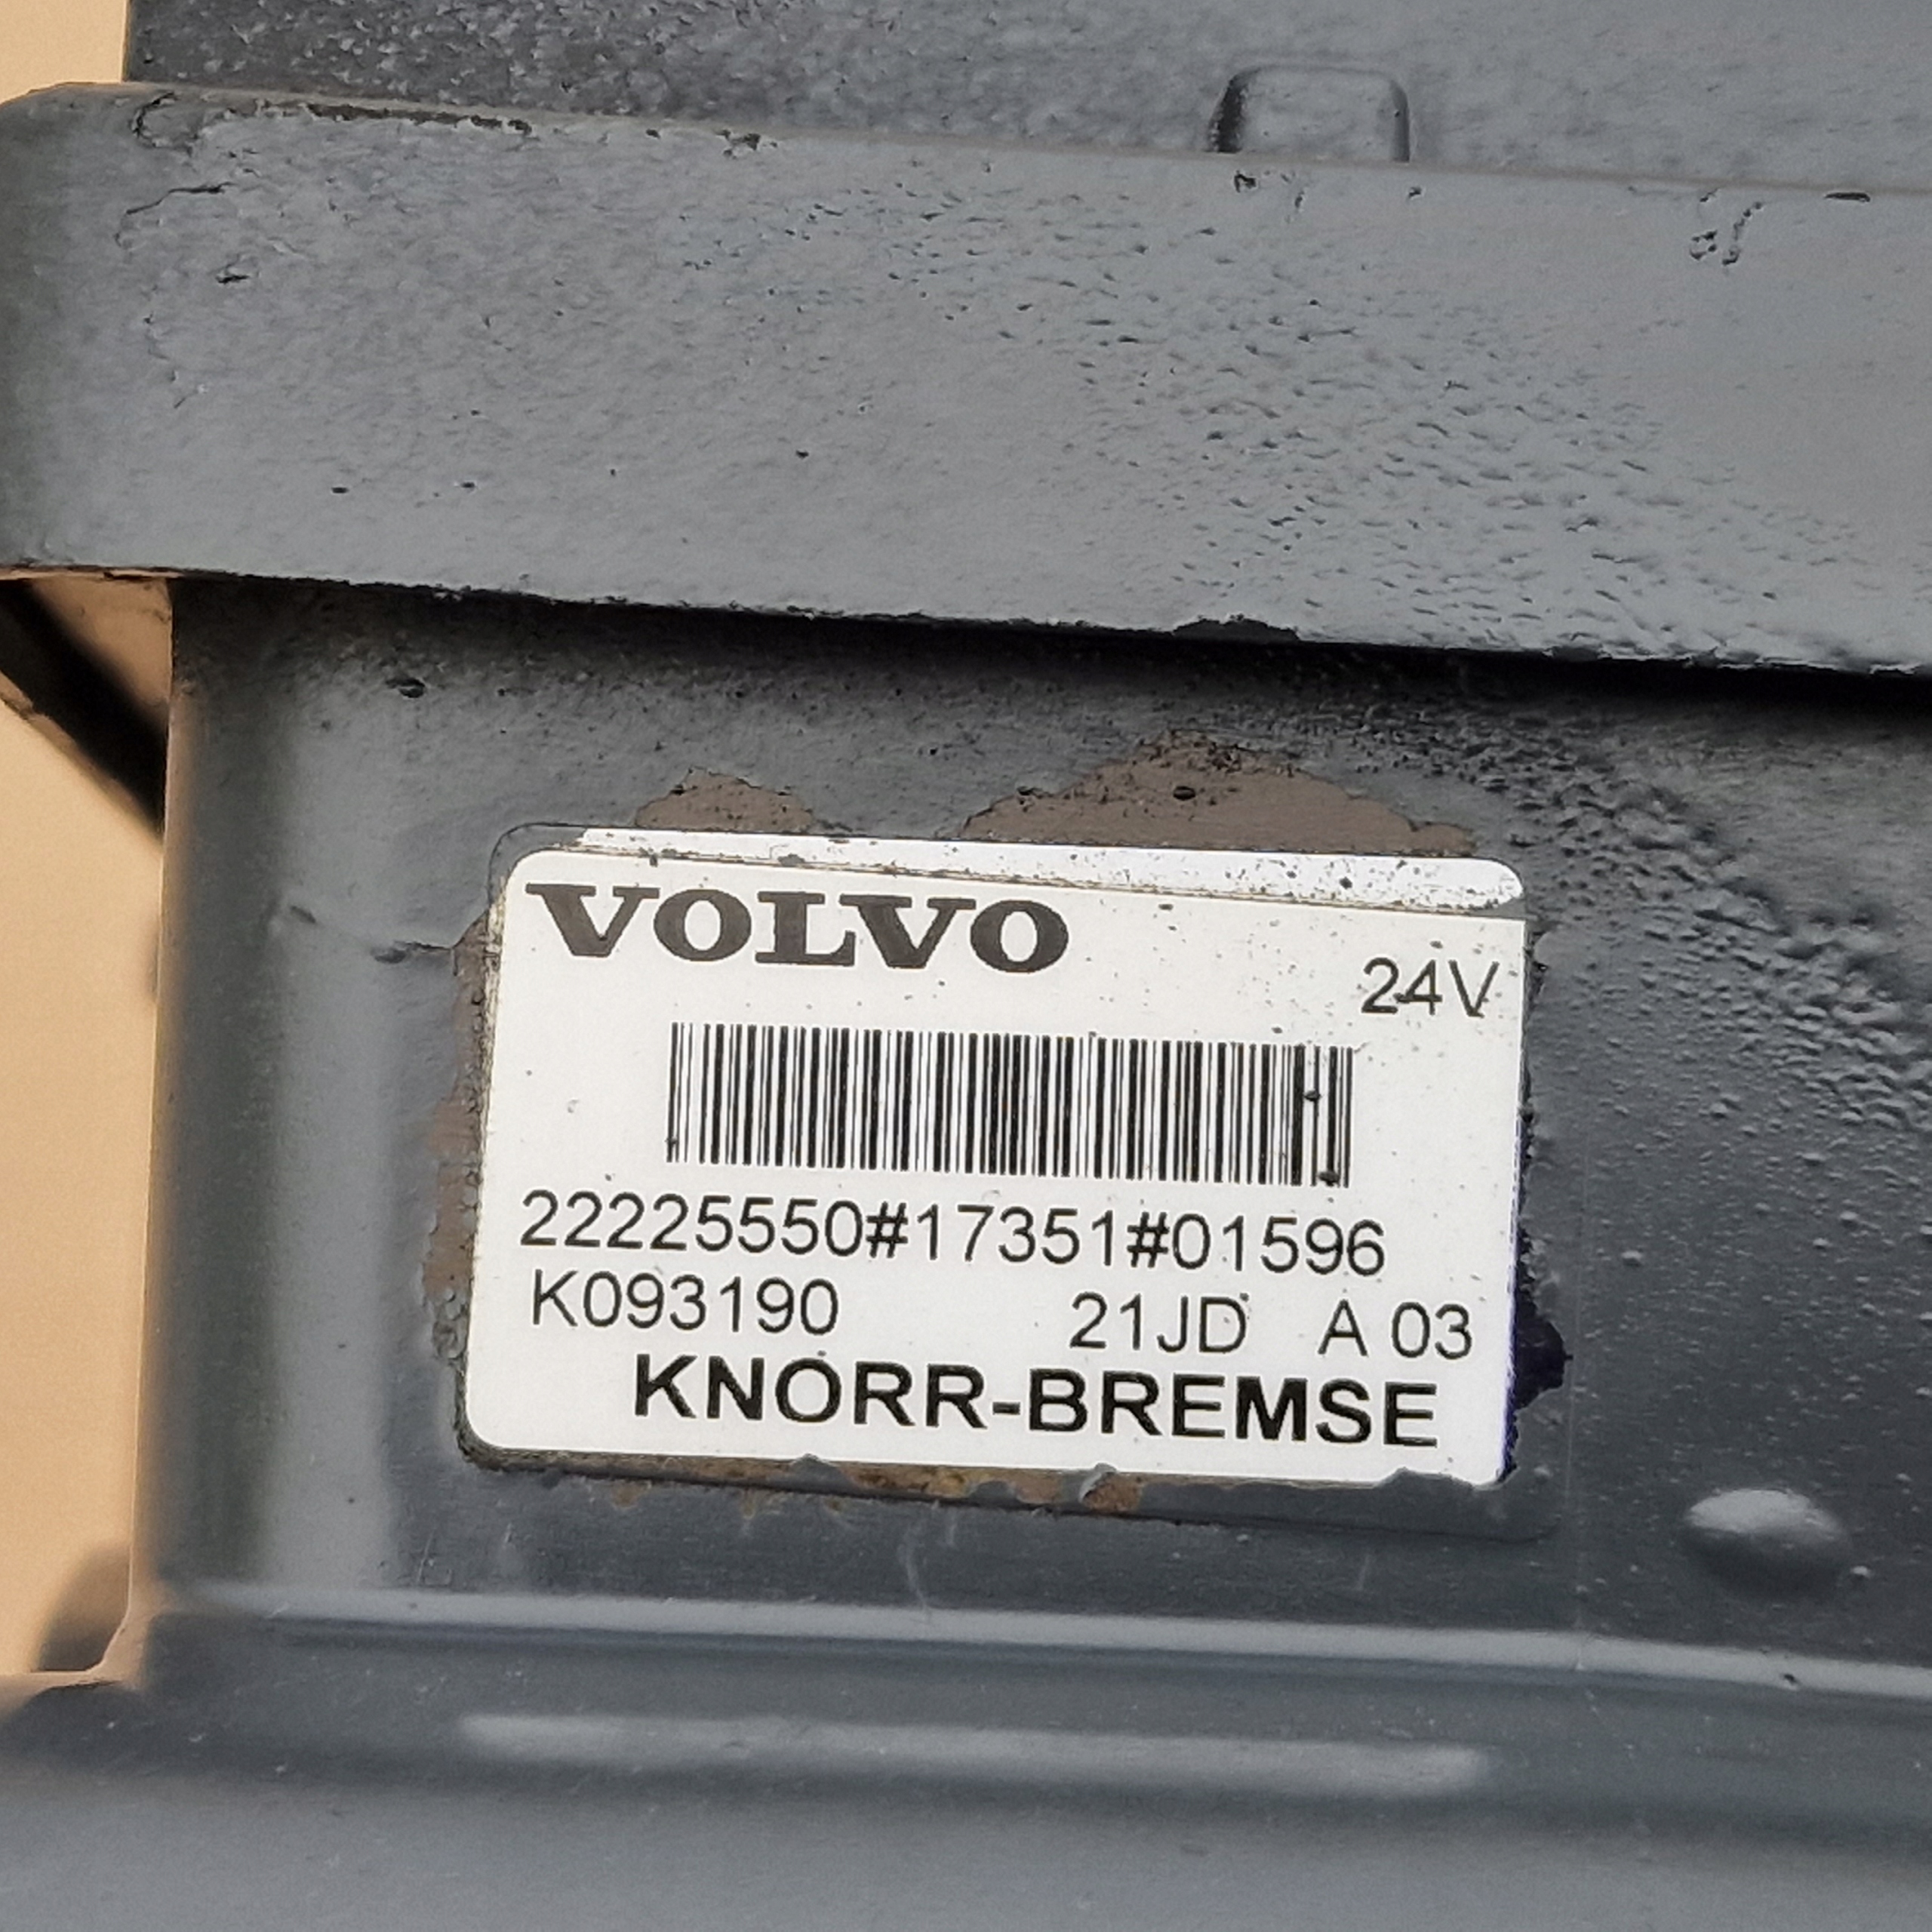 VOLVO
24V
22225550#17351#01596
K093190 21JD A 03
KNORR-BREMSE